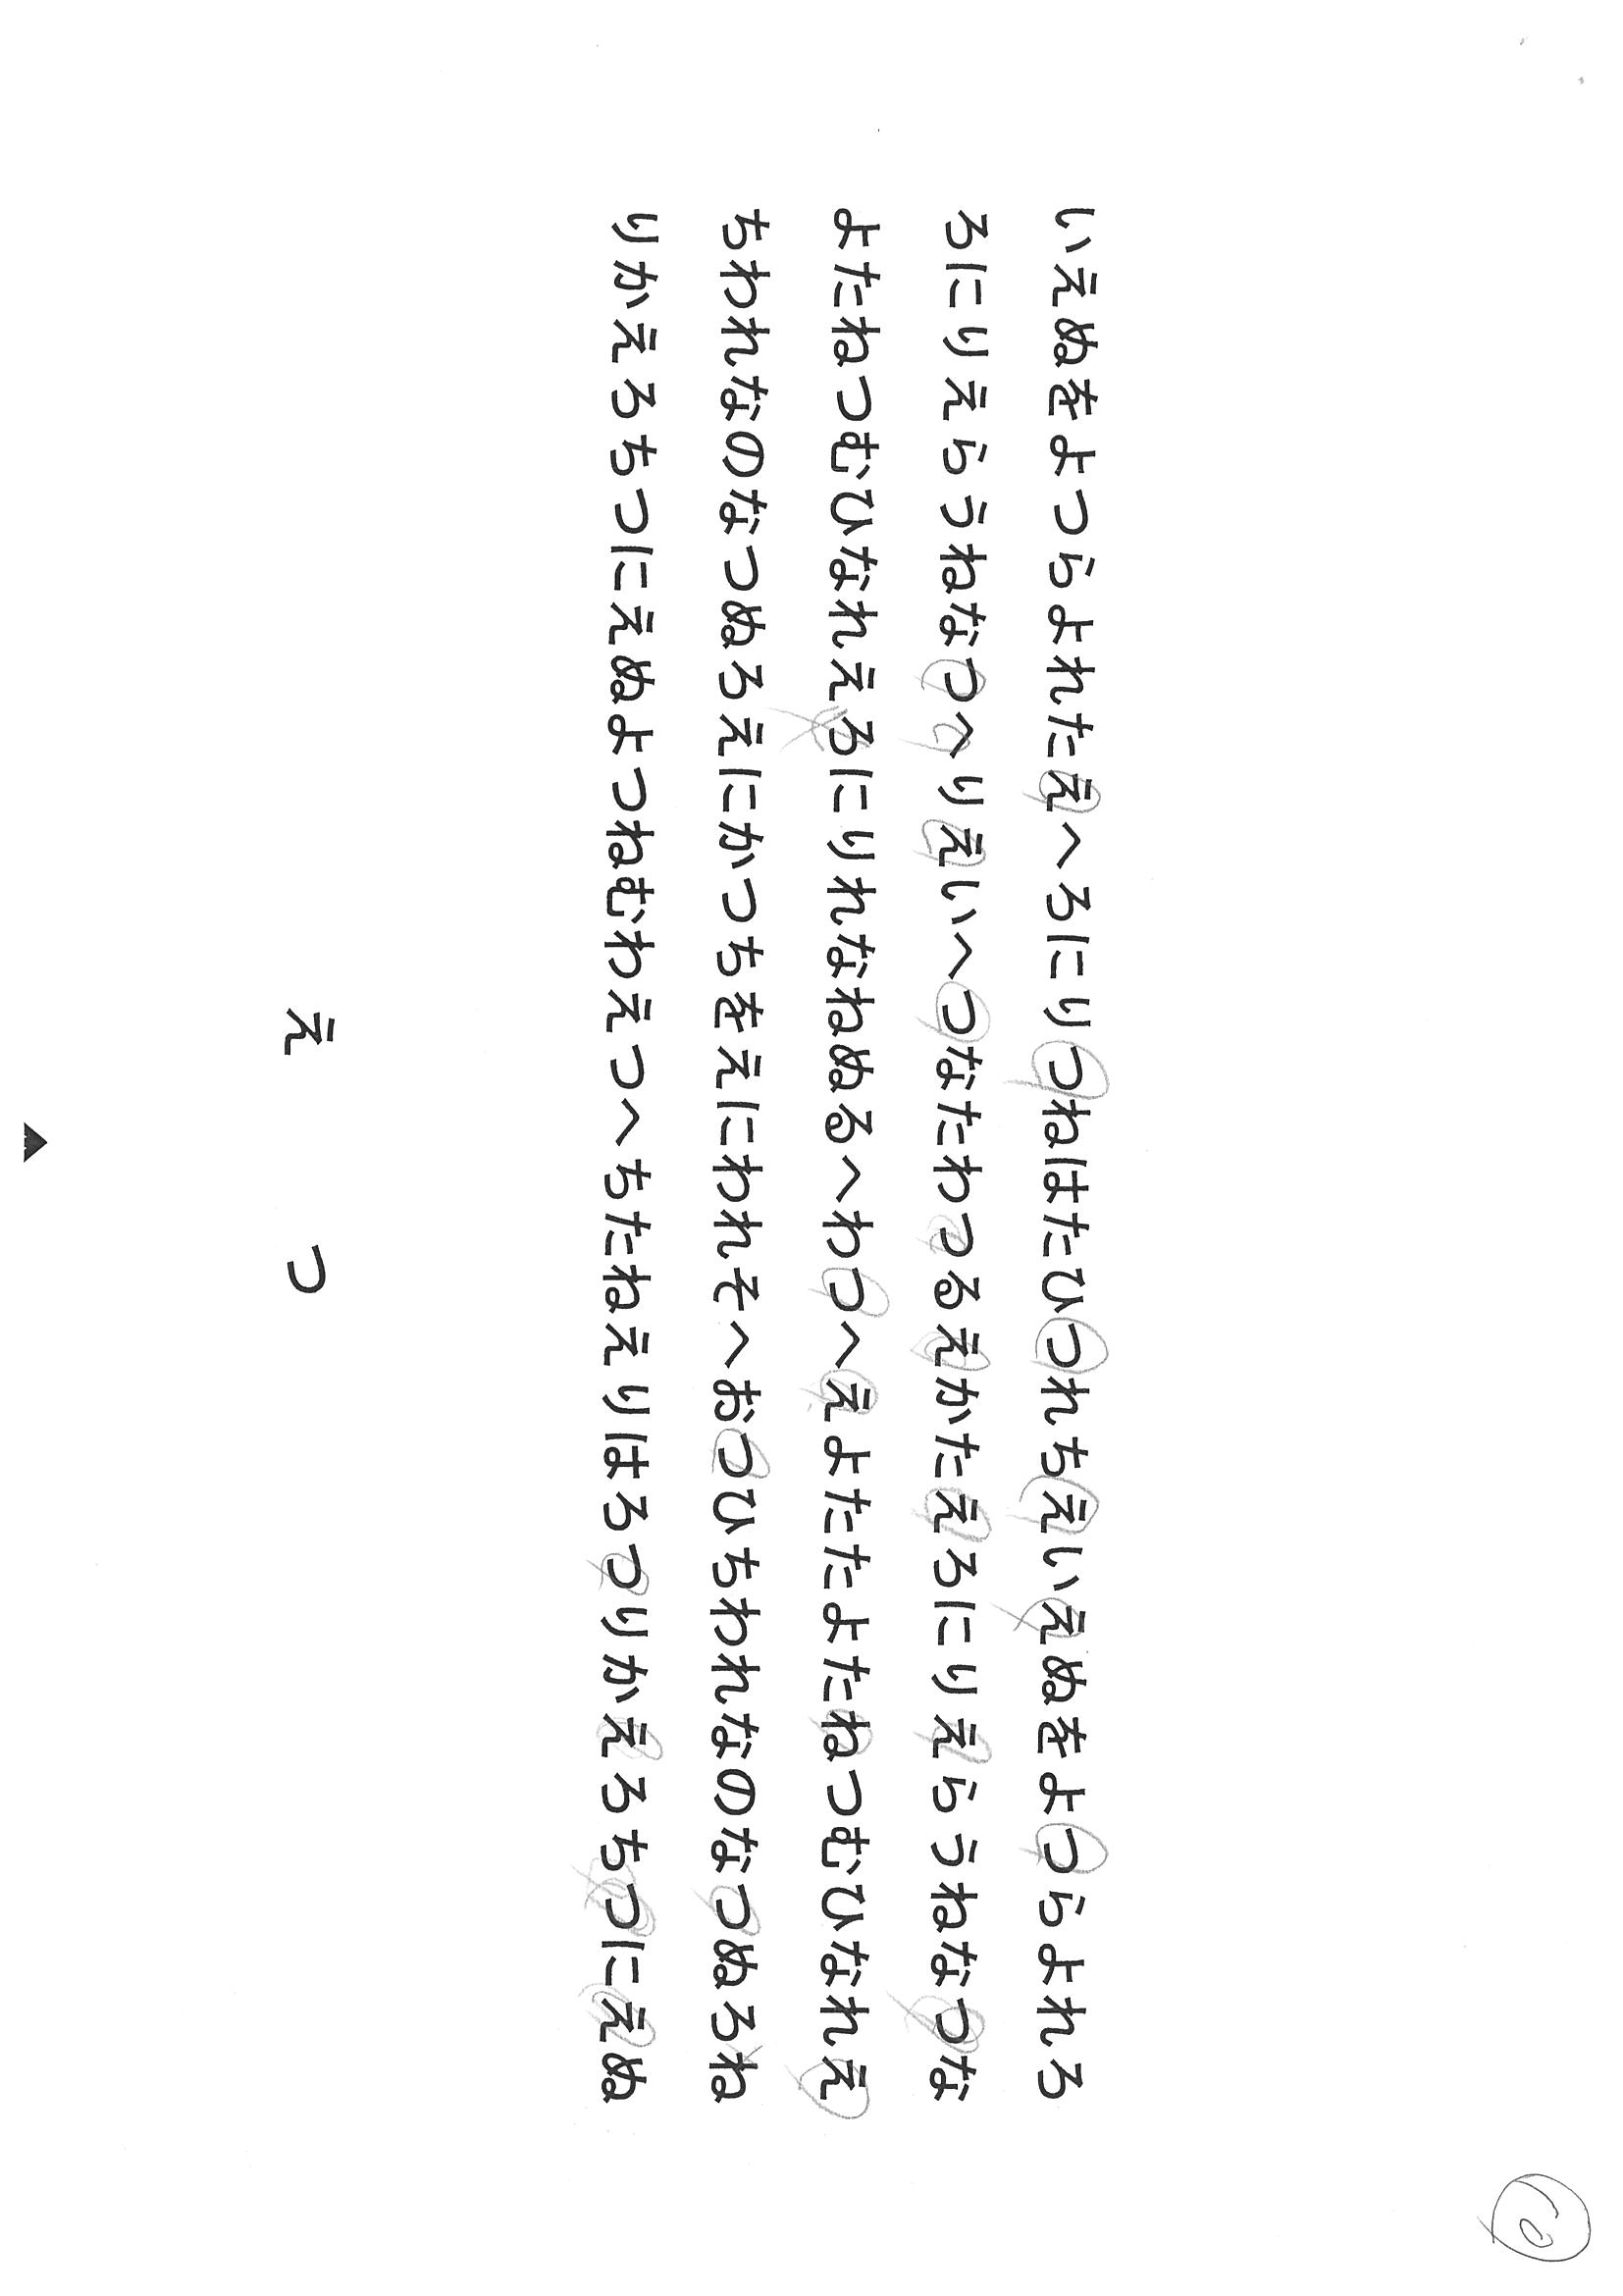 いえぬをよつらよれたえへろにりつねはたひつれちえいえぬをよつらよれろ
ろにりえらうねなつへりえいへつなたわつるえかたえろにりえらうねなつな
よたねつむひなれえろにりれなねぬるへわつへえよたたよたねつむひなれえ
ちわれなのなつぬろえにかつちをえにわれそへおつひちわれなのなつぬろね
りかえろちつにえぬよつねむわえつへちたねえりはろつりかえろちつにえぬ
え つ